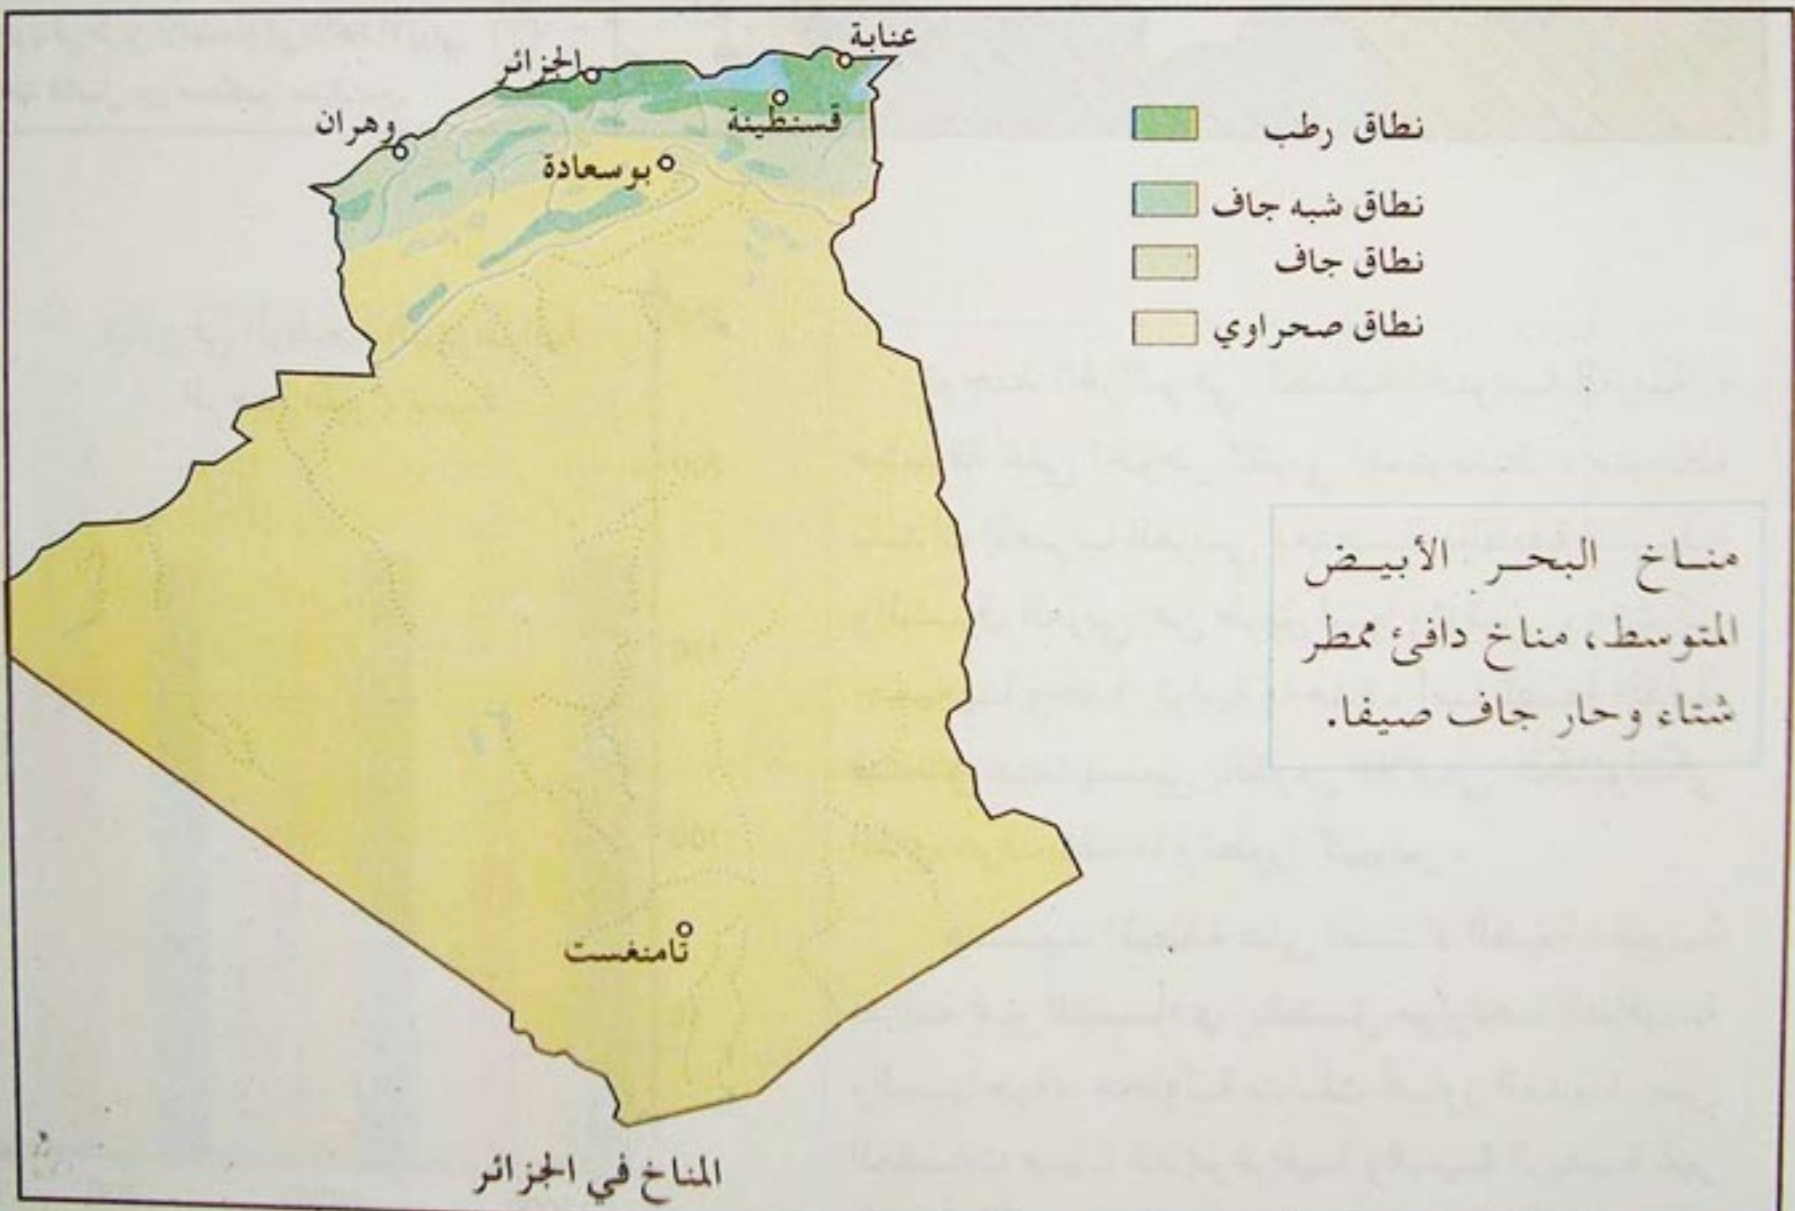 عنابة
الجزائر
قسنطينة
وهران
بوسعادة
تامنغست
نطاق رطب
نطاق شبه جاف
نطاق جاف
نطاق صحراوي
مناخ البحر الأبيض
المتوسط، مناخ دافئ ممطر
شتاء وحار جاف صيفا.
المناخ في الجزائر